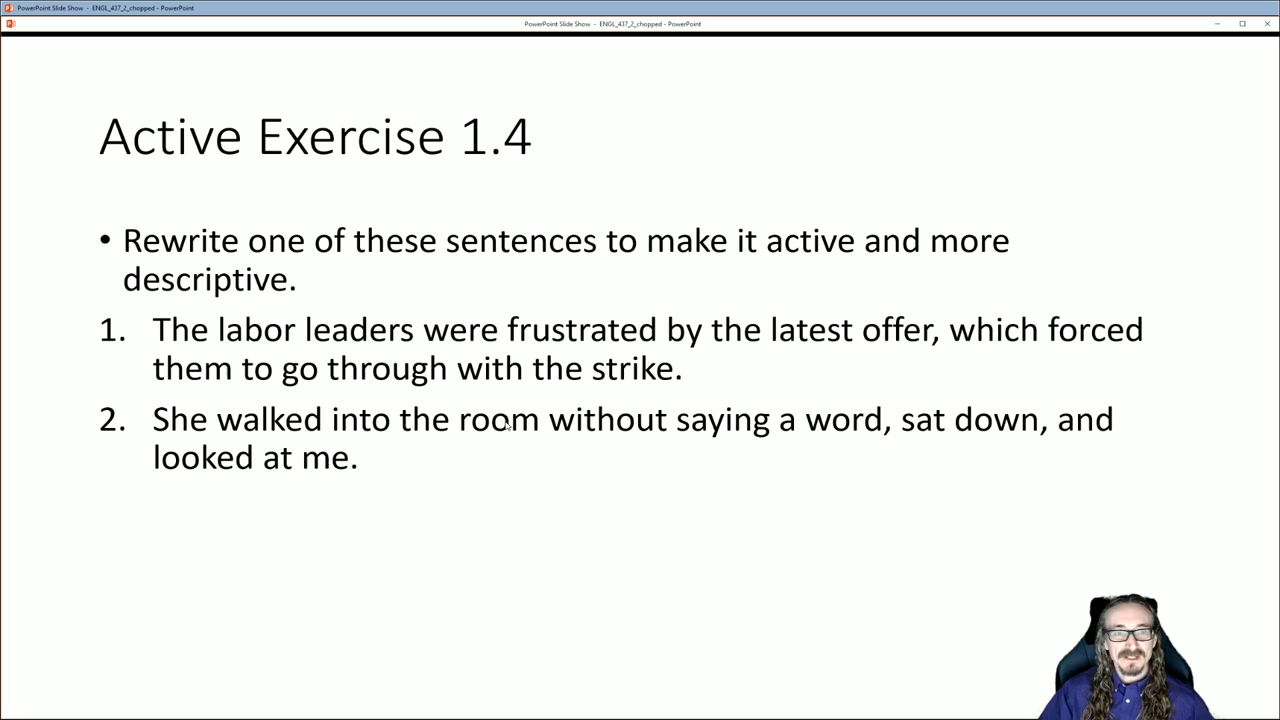 PowerPoint Slide Show - ENGL_437_2_chopped - PowerPoint
PowerPoint Slide Show - ENGL_437_2_chopped - PowerPoint
Active Exercise 1.4
• Rewrite one of these sentences to make it active and more
descriptive.
1. The labor leaders were frustrated by the latest offer, which forced
them to go through with the strike.
2. She walked into the room without saying a word, sat down, and
looked at me.